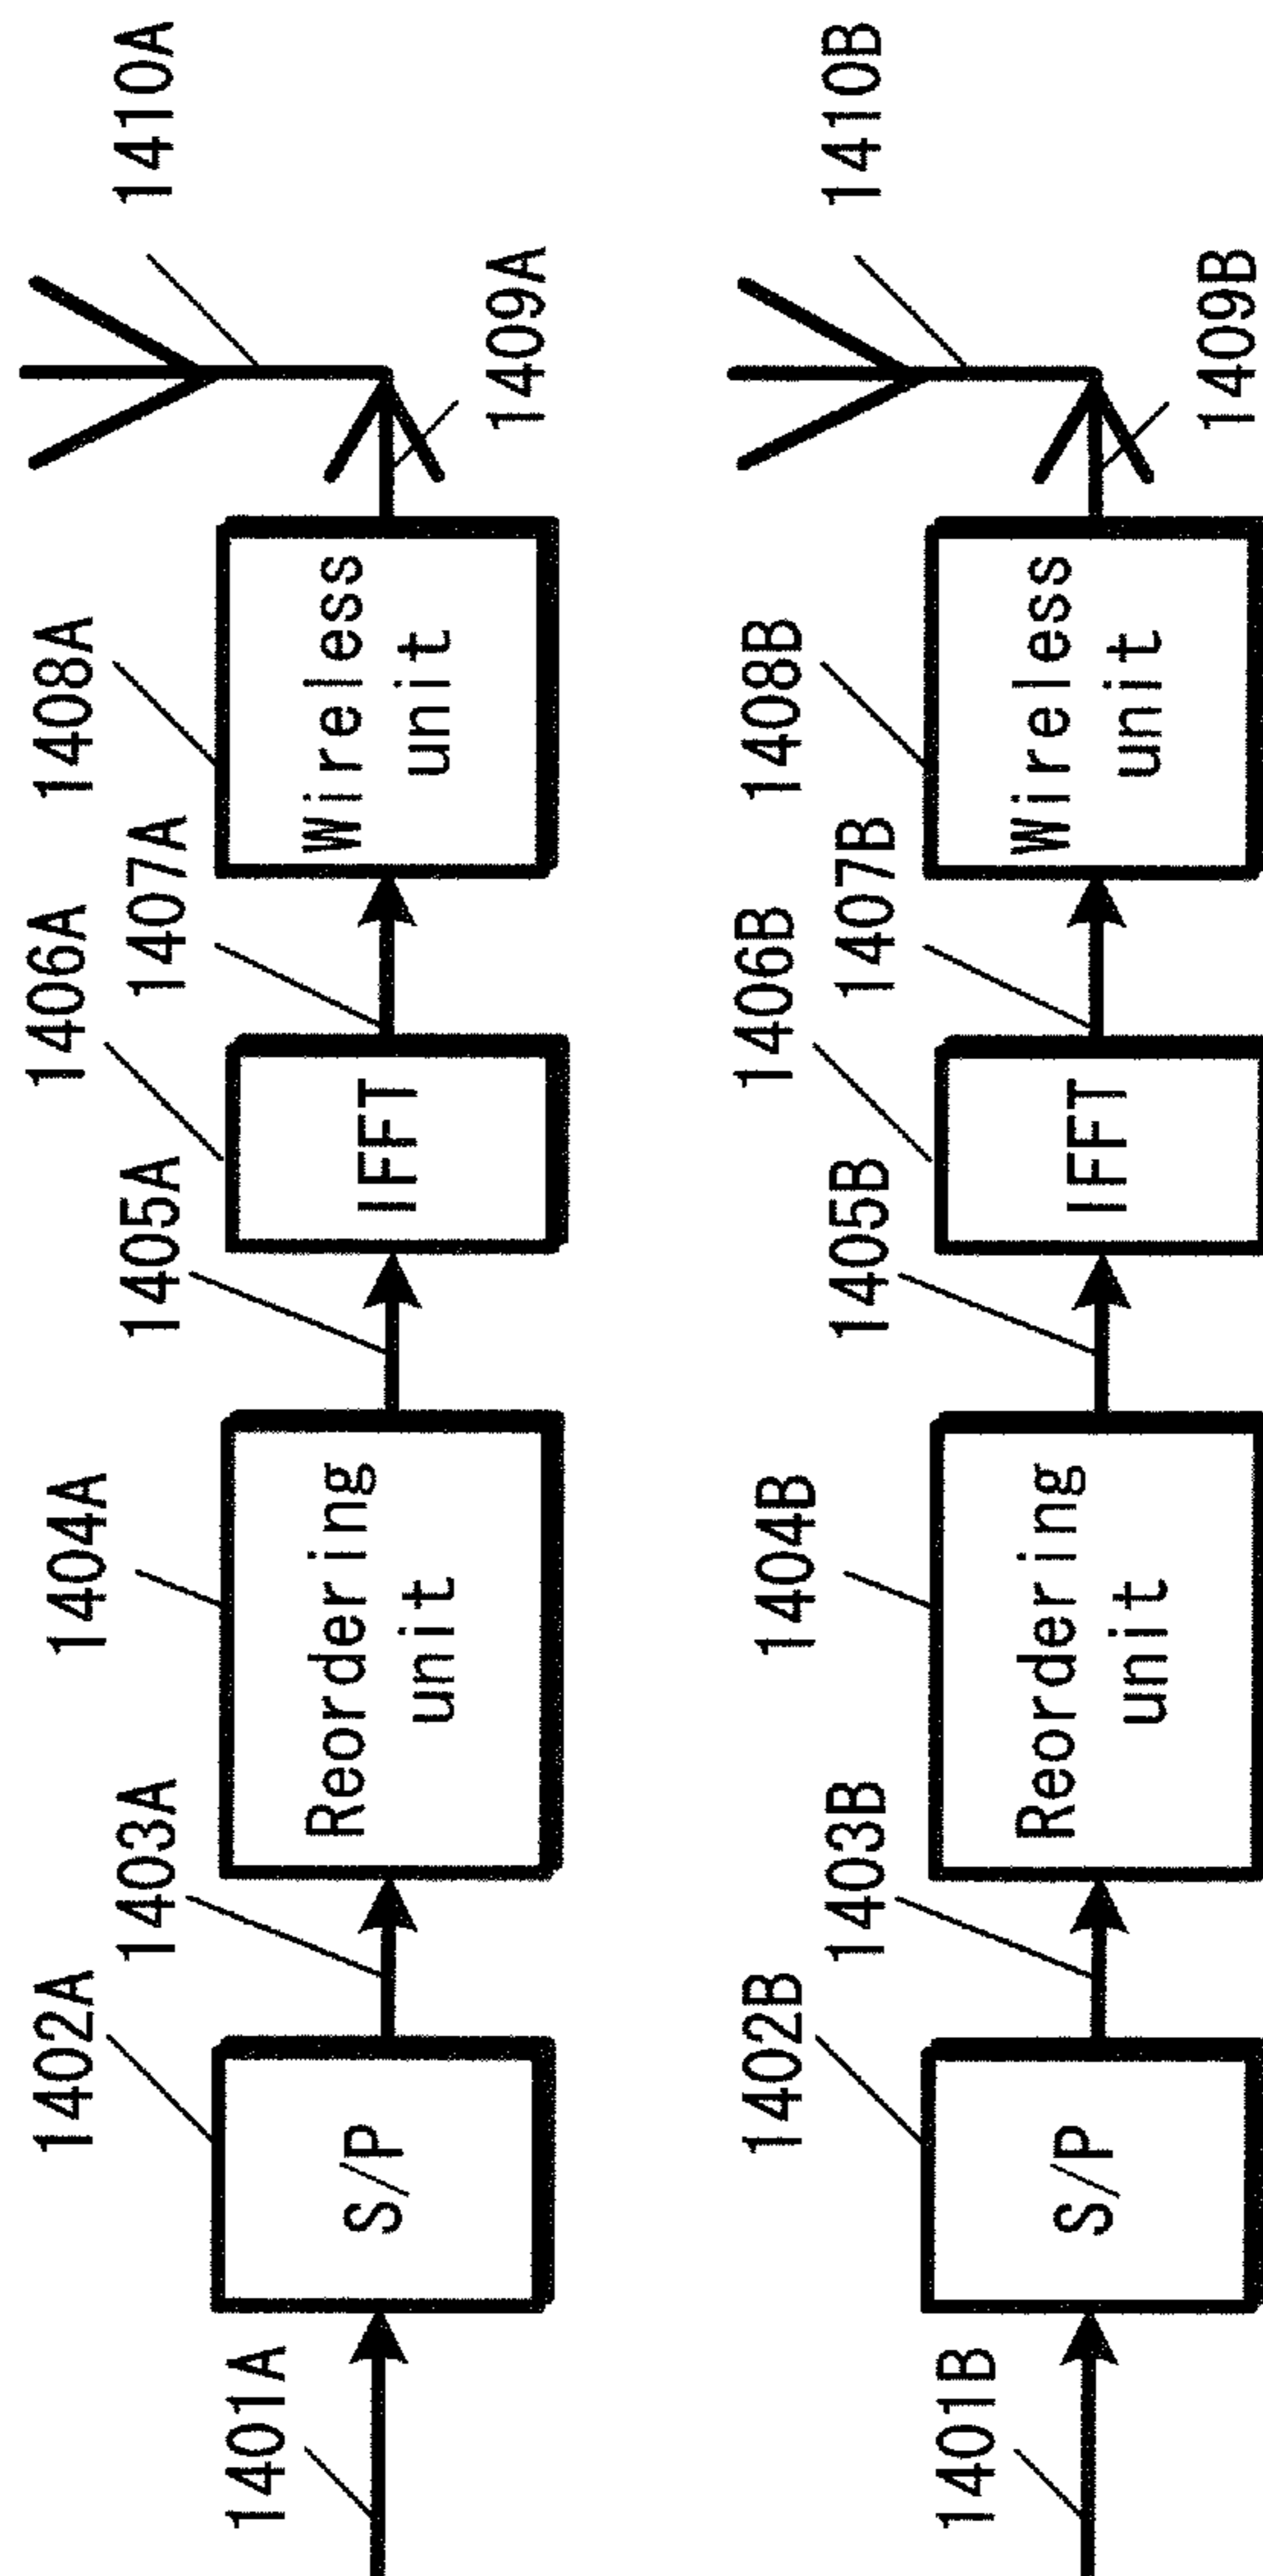 1401A
1402A
S/P
1403A
1404A
Reordering
unit
1405A
1406A
IFFT
1407A
1408A
Wireless
unit
1409A
1410A
1401B
1402B
S/P
1403B
1404B
Reordering
unit
1405B
1406B
IFFT
1407B
1408B
Wireless
unit
1409B
1410B